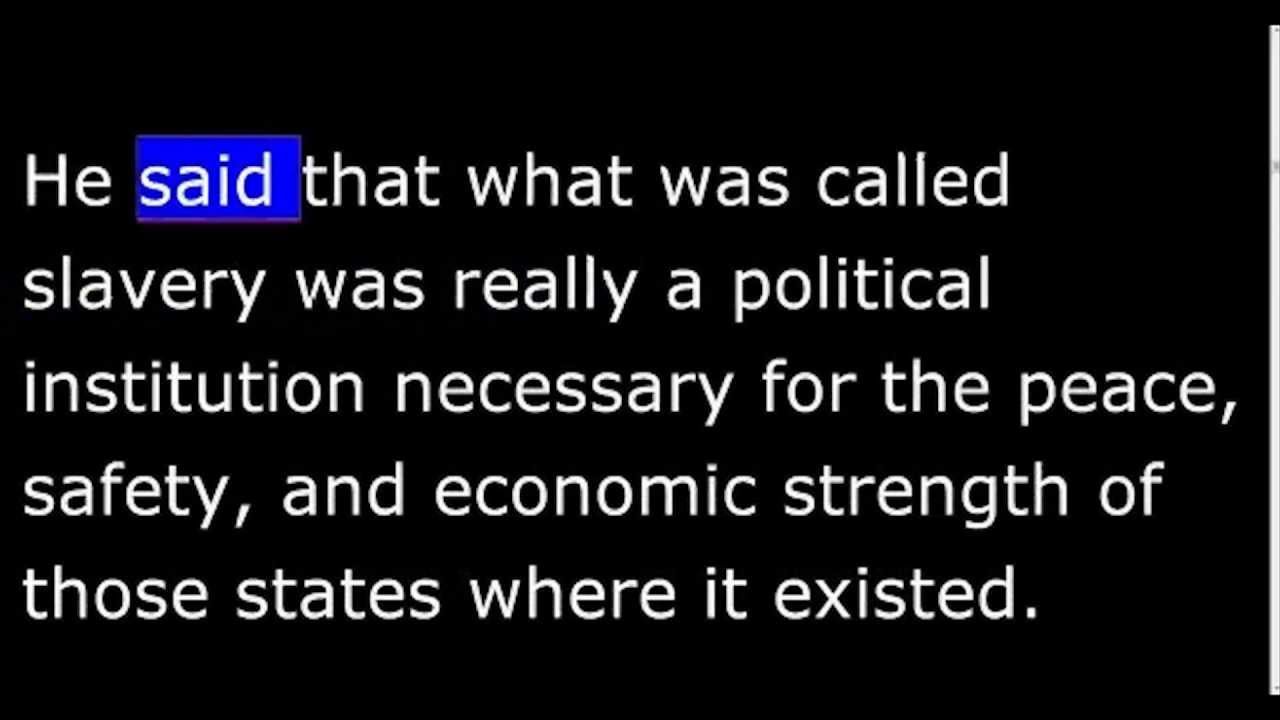 He said that what was called
slavery was really a political
institution necessary for the peace,
safety, and economic strength of
those states where it existed.